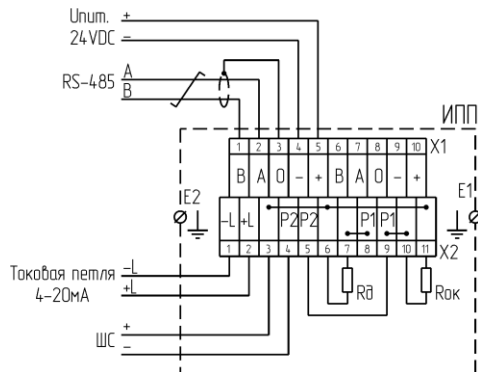 Uпит. +
24VDC –
RS-485 A
B
ИПП
1 2 3 4 5 6 7 8 9 10 X1
B A 0 – + B A 0 – +
E2 E1
–L +L P2 P2 P1 P1
1 2 3 4 5 6 7 8 9 10 11 X2
Токовая петля –L
4-20мА +L
Rд Rок
ШС +
–